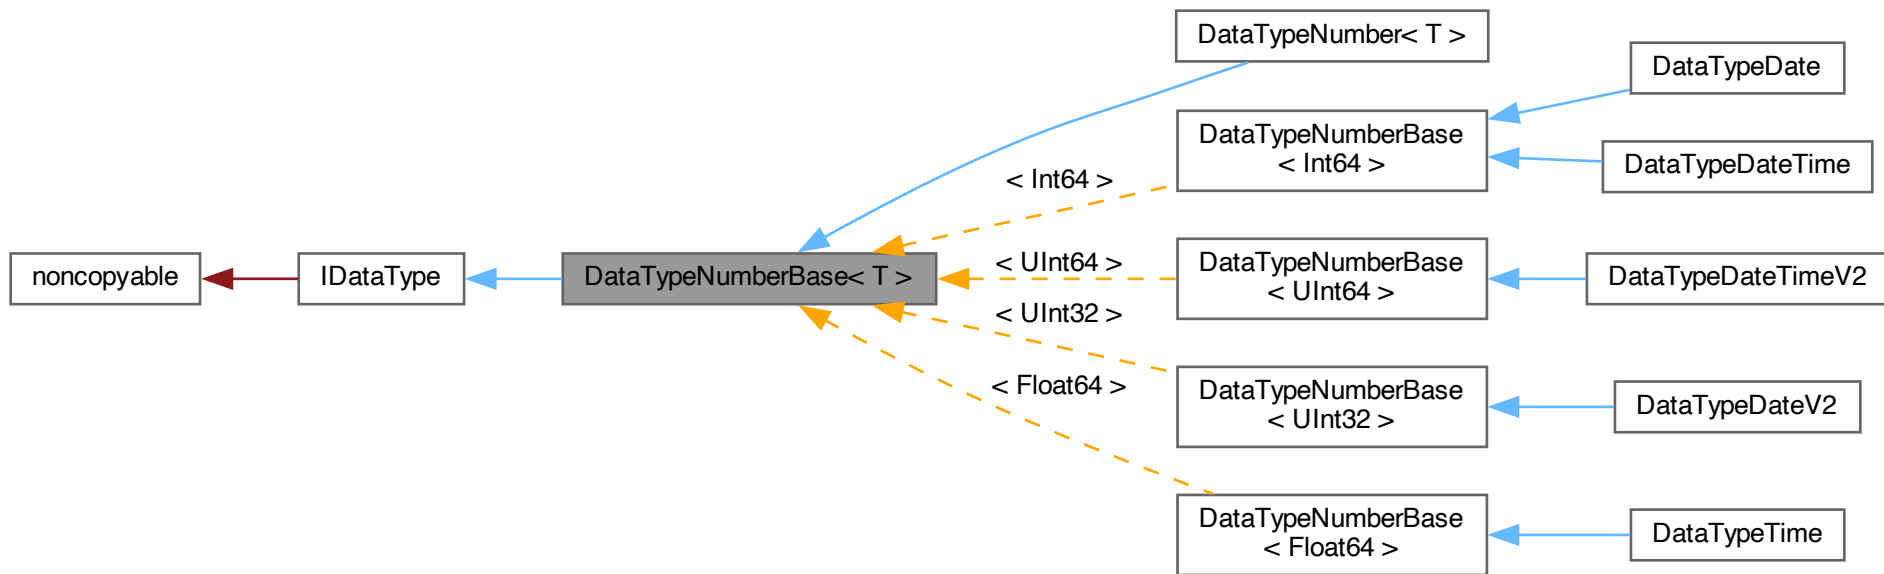 noncopyable
IDataType
DataTypeNumberBase< T >
< Int64 >
< UInt64 >
< UInt32 >
< Float64 >
DataTypeNumber< T >
DataTypeNumberBase
< Int64 >
DataTypeNumberBase
< UInt64 >
DataTypeNumberBase
< UInt32 >
DataTypeNumberBase
< Float64 >
DataTypeDate
DataTypeDateTime
DataTypeDateTimeV2
DataTypeDateV2
DataTypeTime